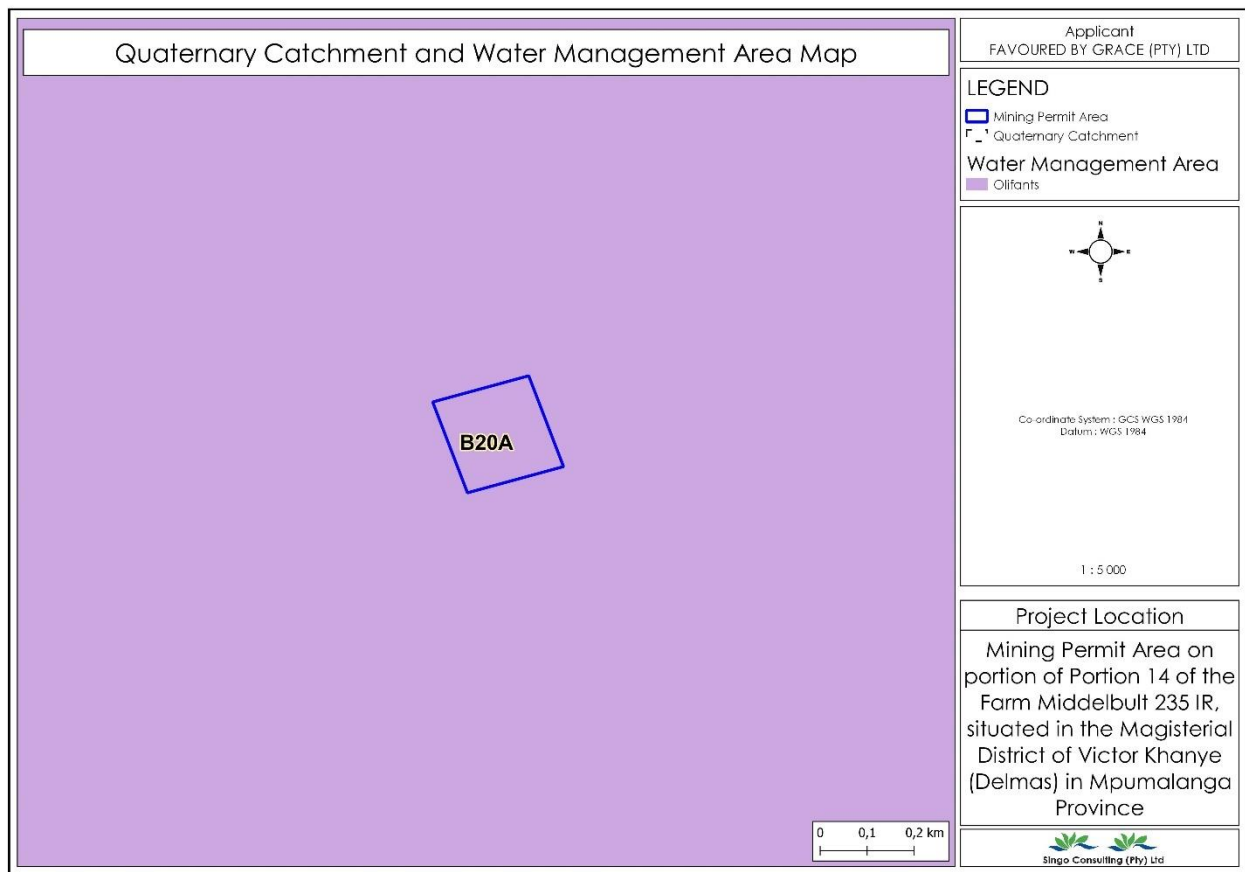 Quaternary Catchment and Water Management Area Map
B20A
0 0,1 0,2 km
Applicant
FAVOURED BY GRACE (PTY) LTD
LEGEND
Mining Permit Area
Quaternary Catchment
Water Management Area
Olifants
N
W E
S
Co-ordinate System : GCS WGS 1984
Datum : WGS 1984
1 : 5 000
Project Location
Mining Permit Area on
portion of Portion 14 of the
Farm Middelbult 235 IR,
situated in the Magisterial
District of Victor Khanye
(Delmas) in Mpumalanga
Province
Singo Consulting (Pty) Ltd